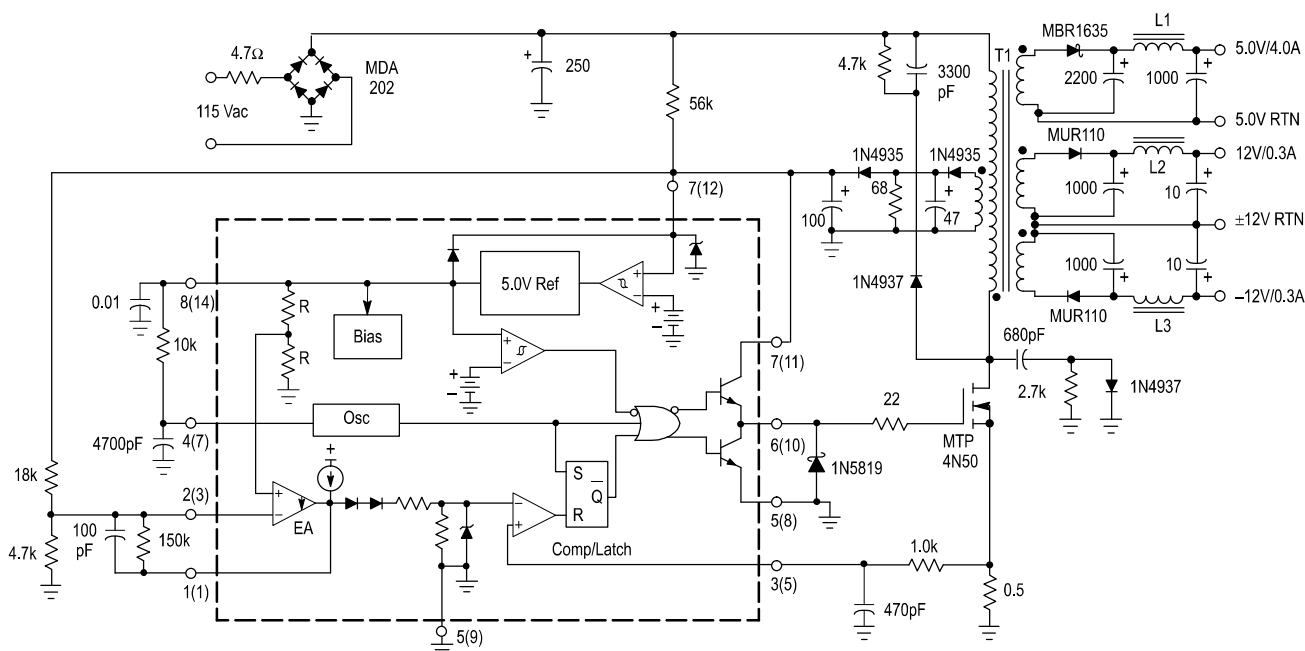 4.7Ω
MDA
202
115 Vac
+
250
56k
4.7k
3300
pF
T1
MBR1635
L1
+
2200
+
1000
5.0V/4.0A
5.0V RTN
MUR110
L2
12V/0.3A
+
1000
+
10
±12V RTN
+
1000
+
10
MUR110
L3
–12V/0.3A
1N4935
1N4935
68
+
100
+
47
1N4937
680pF
2.7k
1N4937
7(12)
0.01
8(14)
R
R
Bias
5.0V Ref
+
–
+
–
+
–
+
–
10k
7(11)
4700pF
4(7)
Osc
22
6(10)
MTP
4N50
1N5819
18k
2(3)
+
–
EA
+
S
Q
R
–
+
Comp/Latch
5(8)
100
pF
150k
4.7k
1(1)
3(5)
1.0k
470pF
0.5
5(9)